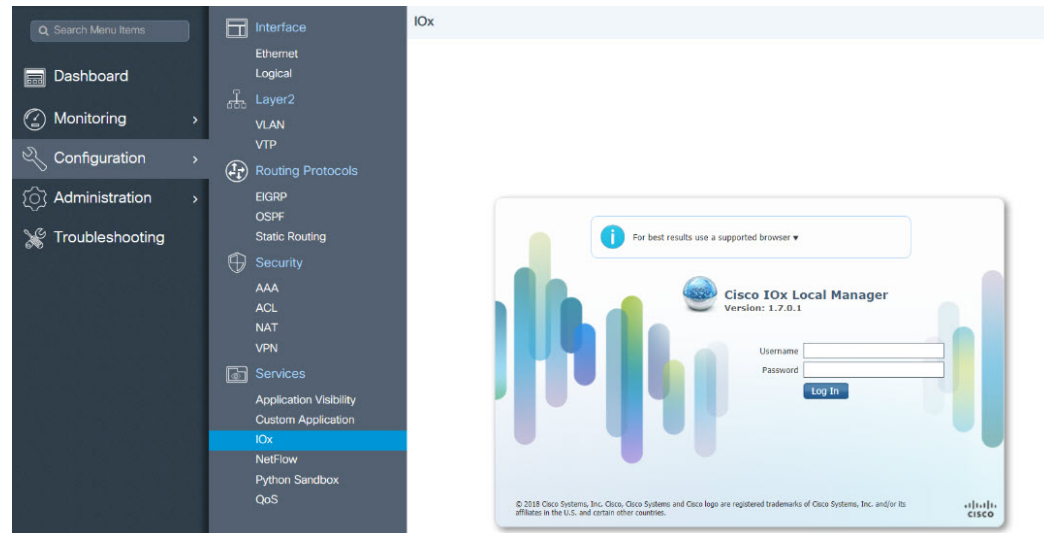 Search Menu Items
Dashboard
Monitoring
Configuration
Administration
Troubleshooting
Interface
Ethernet
Logical
Layer2
VLAN
VTP
Routing Protocols
EIGRP
OSPF
Static Routing
Security
AAA
ACL
NAT
VPN
Services
Application Visibility
Custom Application
IOx
NetFlow
Python Sandbox
QoS
IOx
For best results use a supported browser ▾
Cisco IOx Local Manager
Version: 1.7.0.1
Username
Password
Log In
© 2018 Cisco Systems, Inc. Cisco, Cisco Systems and Cisco logo are registered trademarks of Cisco Systems, Inc. and/or its
affiliates in the U.S. and certain other countries.
CISCO